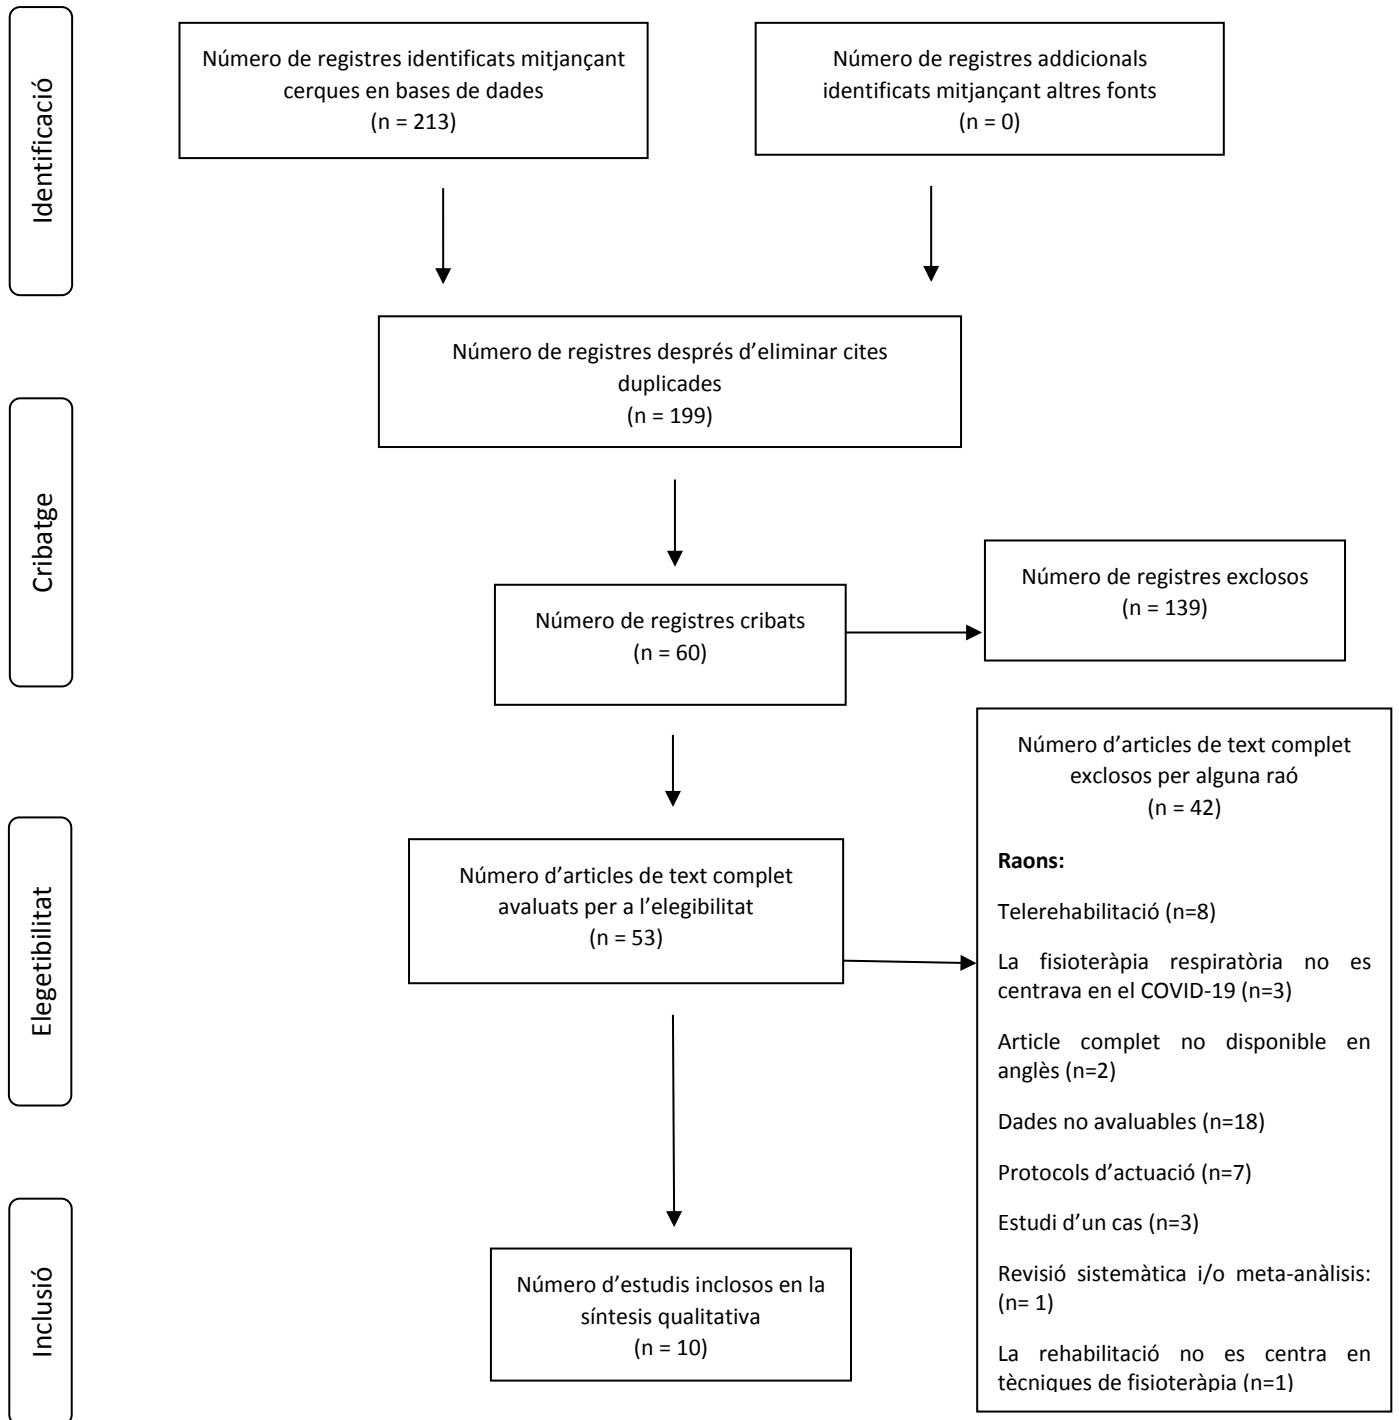 Identificació
Número de registres identificats mitjançant
cerques en bases de dades
(n = 213)
Número de registres addicionals
identificats mitjançant altres fonts
(n = 0)
Número de registres després d’eliminar cites
duplicades
(n = 199)
Cribatge
Número de registres cribats
(n = 60)
Número de registres exclosos
(n = 139)
Elegetibilitat
Número d’articles de text complet
avaluats per a l’elegibilitat
(n = 53)
Número d’articles de text complet
exclosos per alguna raó
(n = 42)
Raons:
Telerehabilitació (n=8)
La fisioteràpia respiratòria no es
centrava en el COVID-19 (n=3)
Article complet no disponible en
anglès (n=2)
Dades no avaluables (n=18)
Protocols d’actuació (n=7)
Estudi d’un cas (n=3)
Revisió sistemàtica i/o meta-anàlisis:
(n= 1)
La rehabilitació no es centra en
tècniques de fisioteràpia (n=1)
Inclusió
Número d’estudis inclosos en la
síntesis qualitativa
(n = 10)